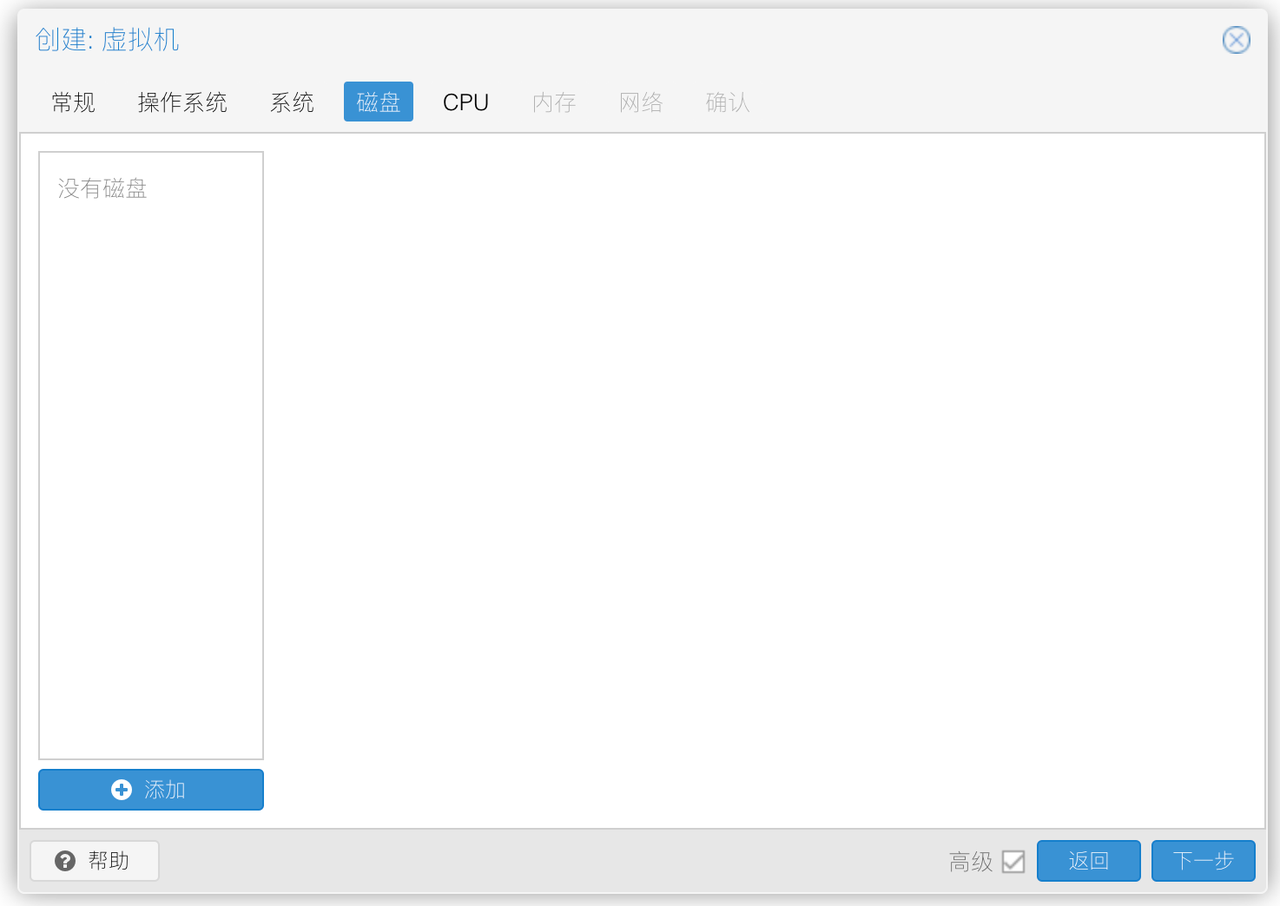 创建: 虚拟机
常规 操作系统 系统 磁盘 CPU 内存 网络 确认
没有磁盘
添加
帮助 高级 返回 下一步